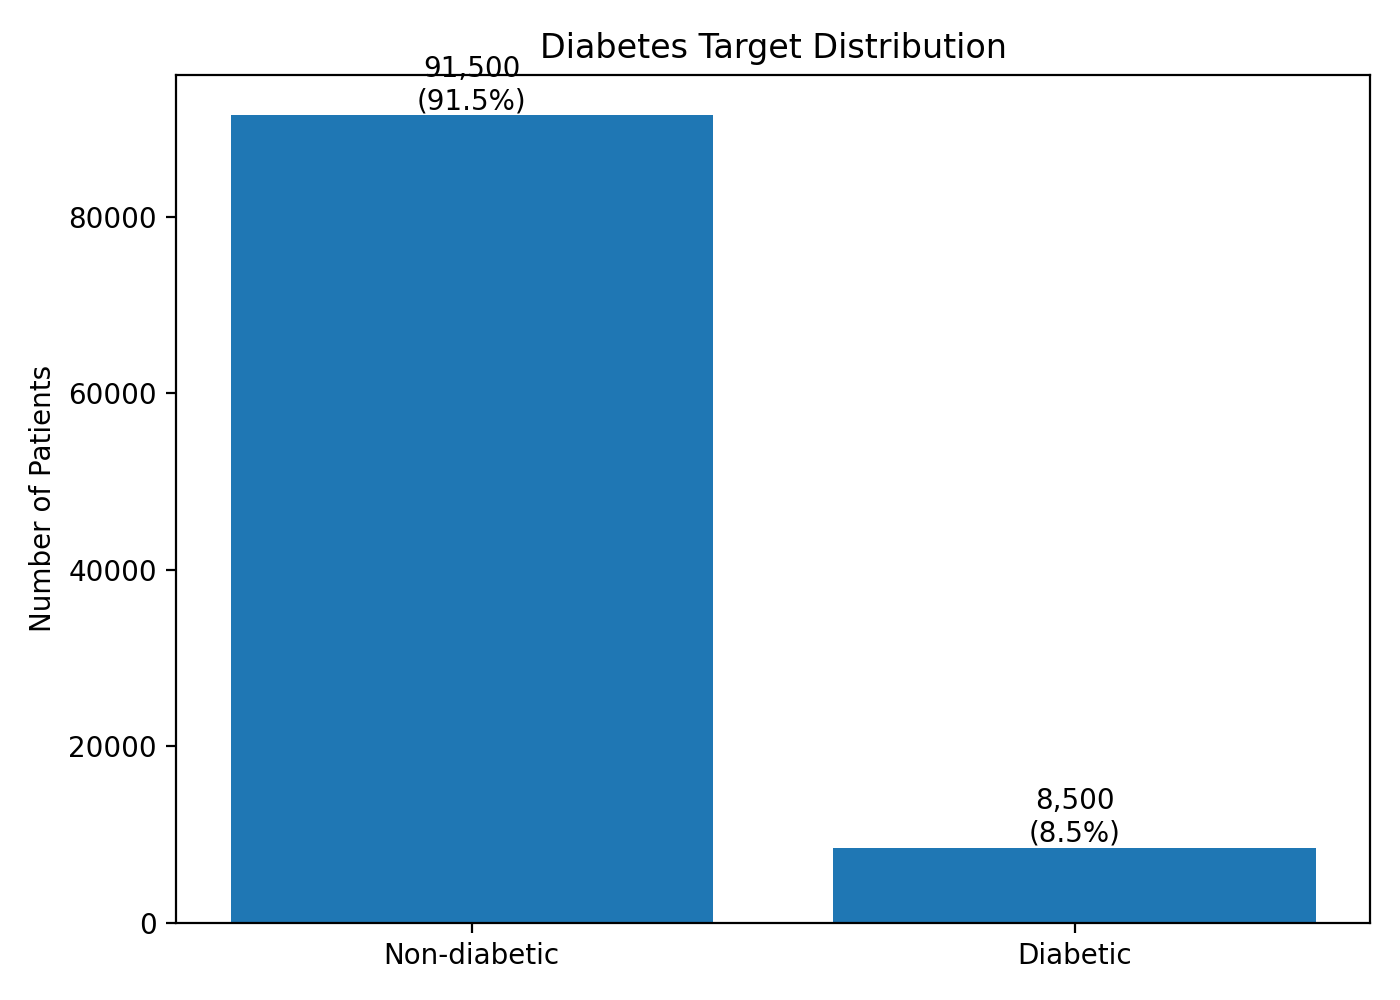 Diabetes Target Distribution
91,500
(91.5%)
80000
60000
40000
20000
0
Number of Patients
8,500
(8.5%)
Non-diabetic
Diabetic